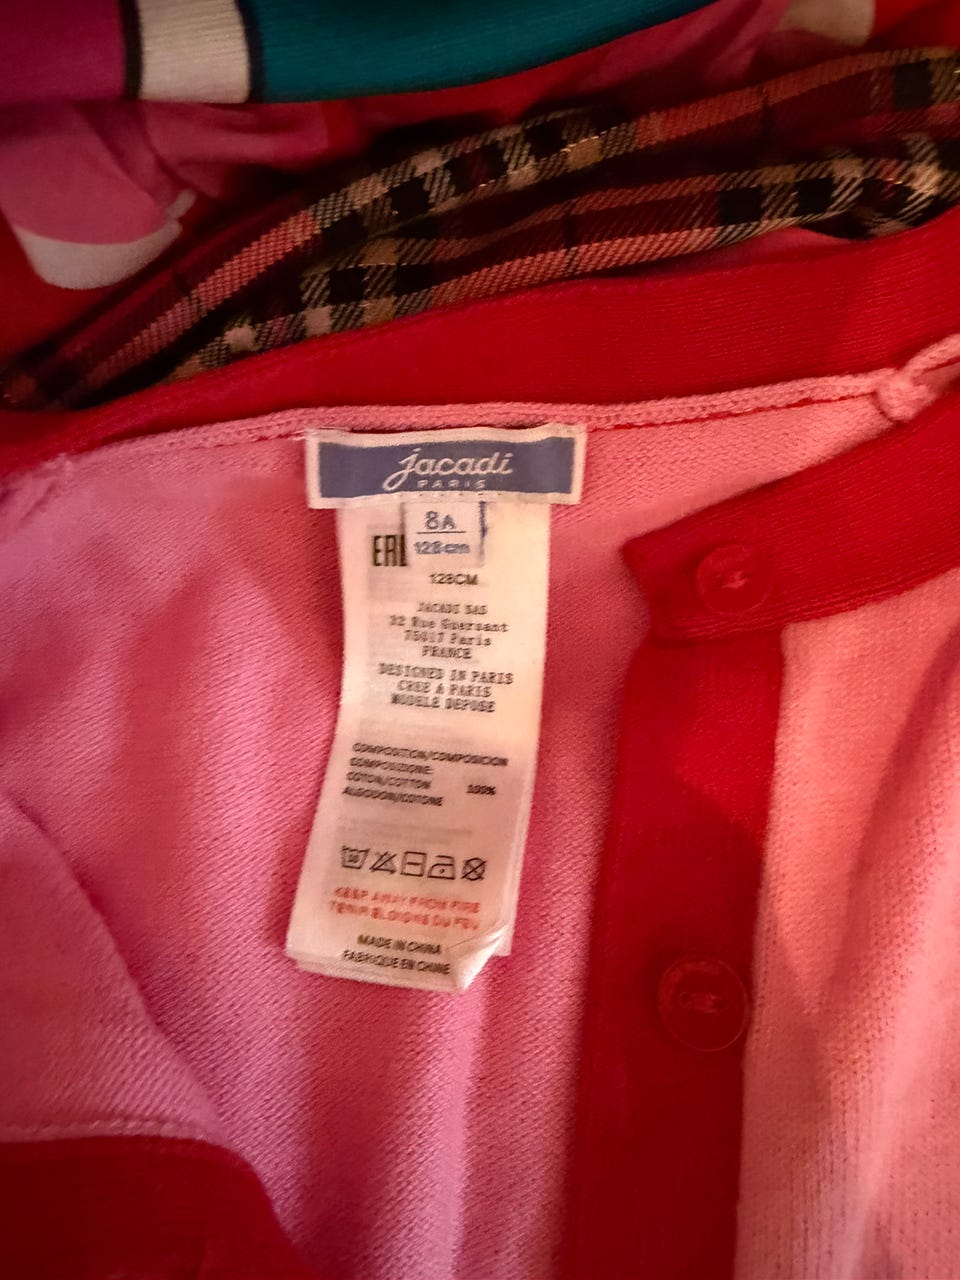 jacadi
PARIS
8A
128cm
EAC
128CM
JACADI SAS
32 Rue Guersant
75017 Paris
FRANCE
DESIGNED IN PARIS
CREE A PARIS
MODELE DEPOSE
COMPOSITION/COMPOSICION
COMPOSIZIONE:
COTON/COTTON 100%
ALGODON/COTONE
KEEP AWAY FROM FIRE
TENIR ELOIGNE DU FEU
MADE IN CHINA
FABRIQUE EN CHINE